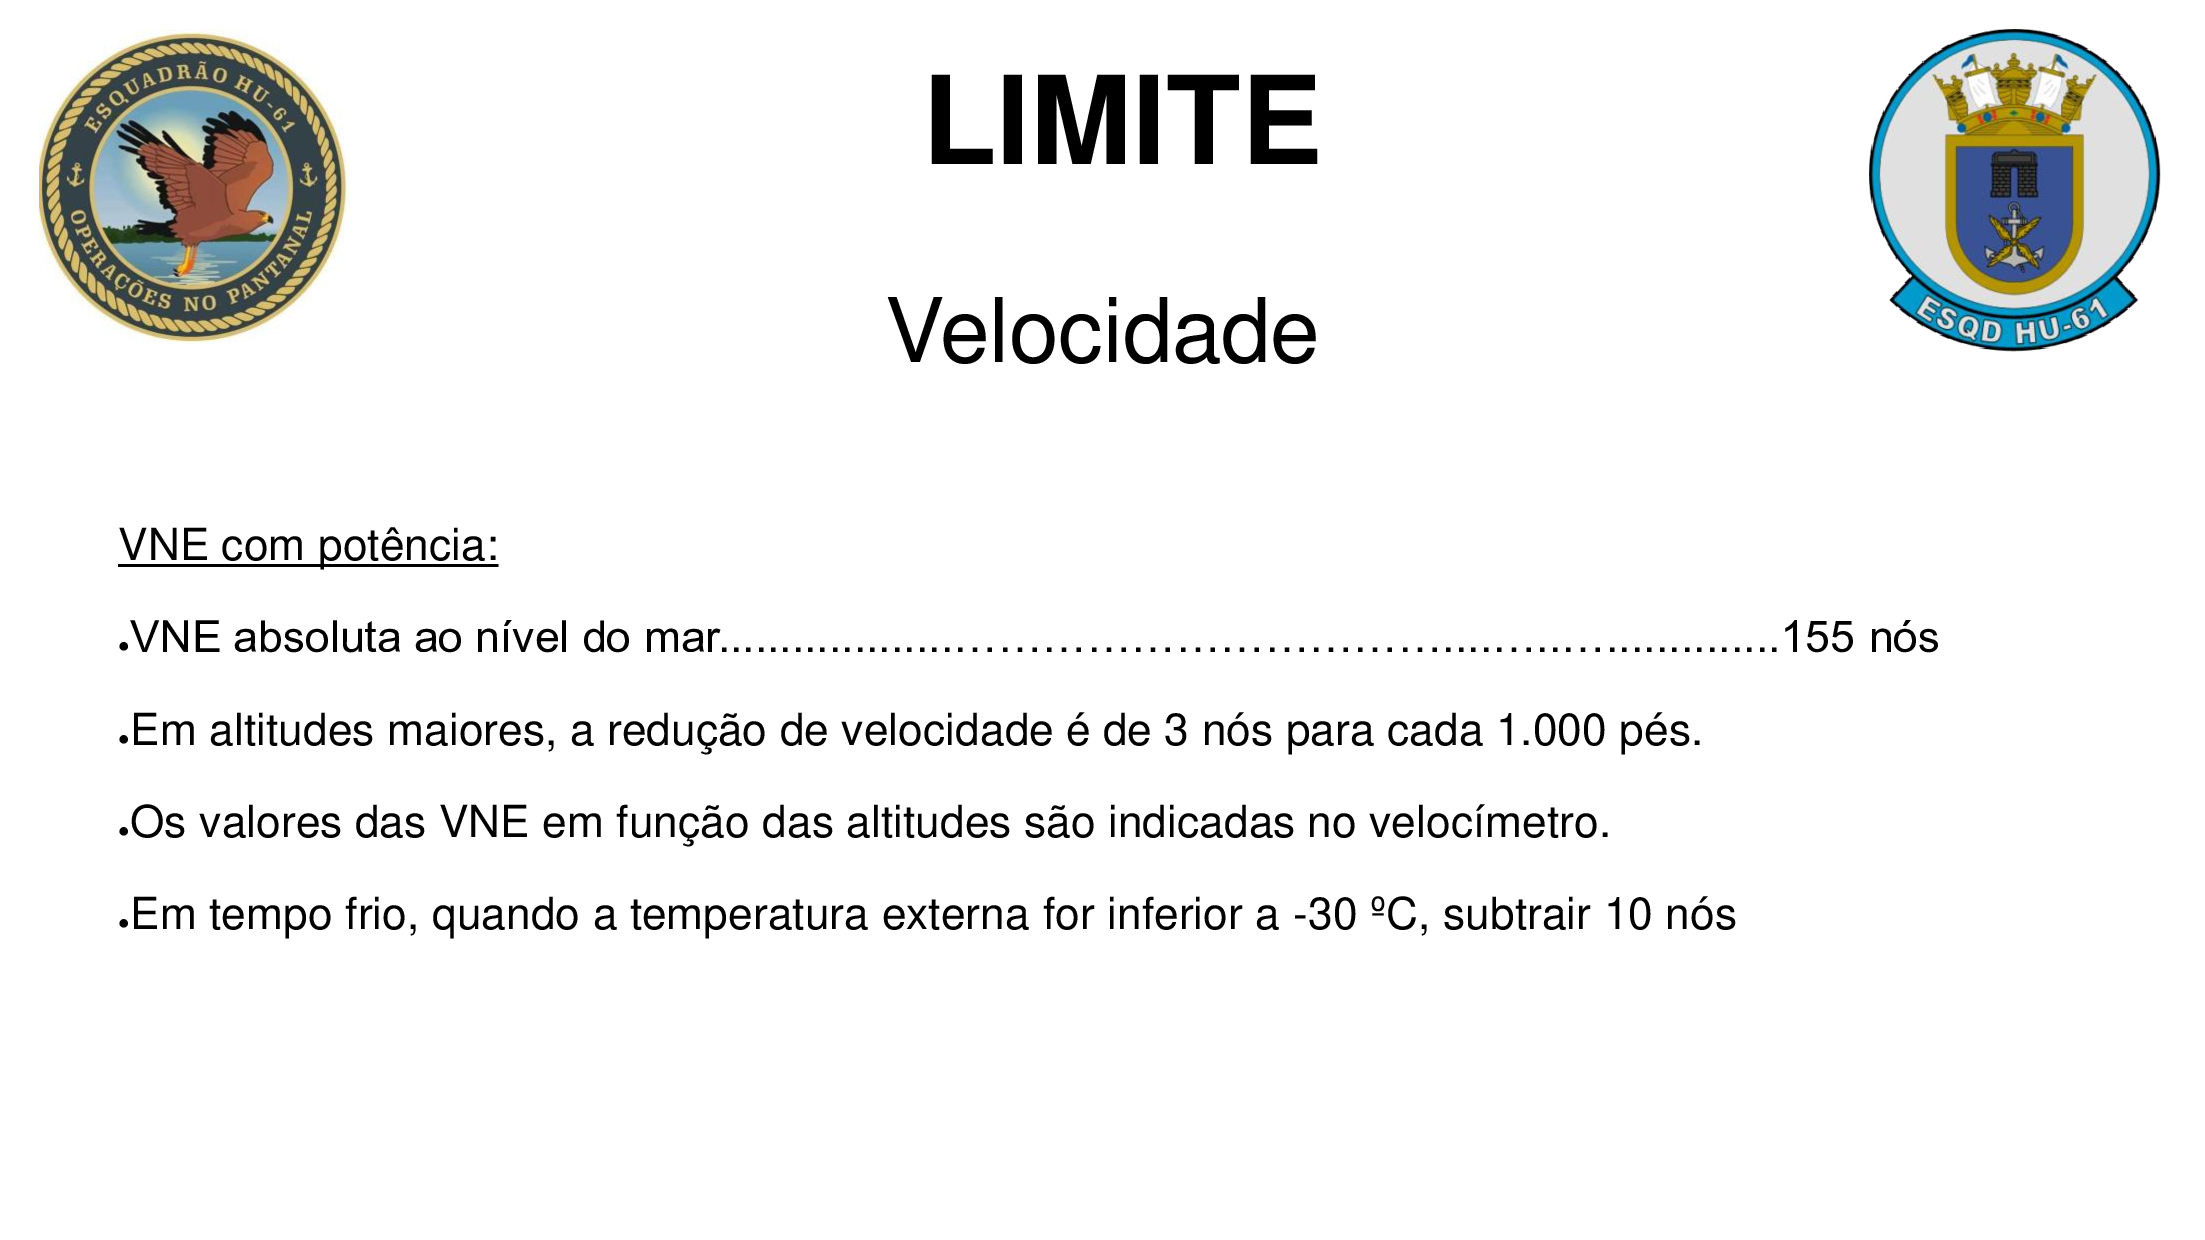 ESQUADRÃO HU-61
OPERAÇÕES NO PANTANAL
LIMITE
ESQD HU-61
Velocidade
VNE com potência:
•VNE absoluta ao nível do mar...................……………………………………….....…...…..............155 nós
•Em altitudes maiores, a redução de velocidade é de 3 nós para cada 1.000 pés.
•Os valores das VNE em função das altitudes são indicadas no velocímetro.
•Em tempo frio, quando a temperatura externa for inferior a -30 ºC, subtrair 10 nós